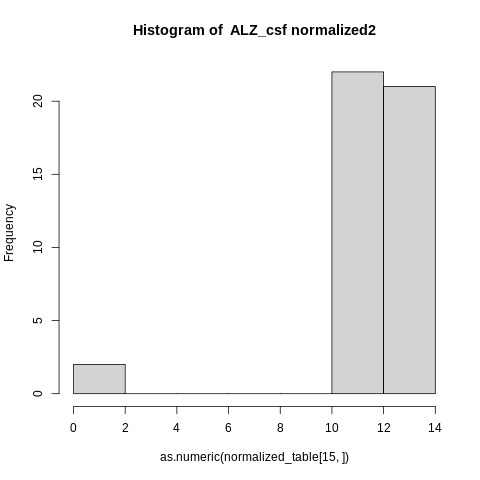 Histogram of  ALZ_csf normalized2
Frequency
20
15
10
5
0
0 2 4 6 8 10 12 14
as.numeric(normalized_table[15, ])